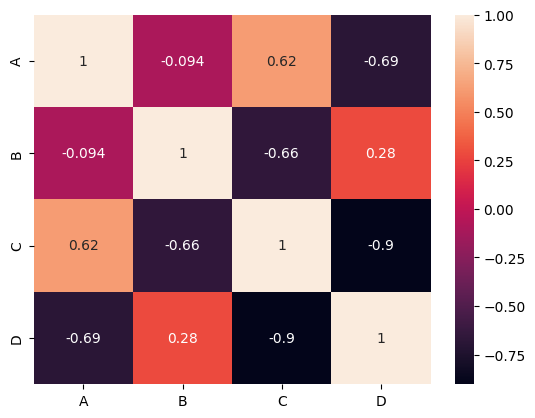 A 1 -0.094 0.62 -0.69
B -0.094 1 -0.66 0.28
C 0.62 -0.66 1 -0.9
D -0.69 0.28 -0.9 1
A B C D
1.00
0.75
0.50
0.25
0.00
−0.25
−0.50
−0.75